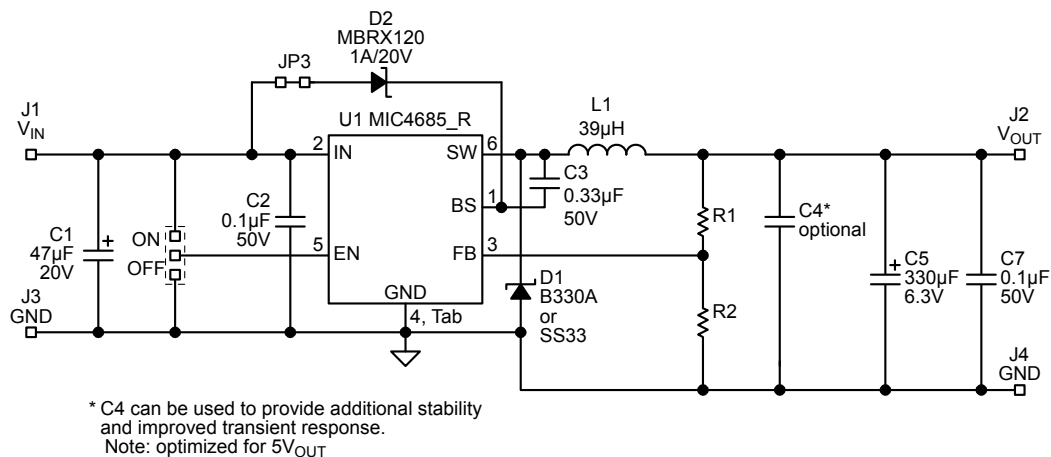 D2
MBRX120
1A/20V
JP3
J1
VIN
U1 MIC4685_R
L1
39µH
J2
VOUT
2
IN
SW
6
C3
0.33µF
50V
1
BS
C2
0.1µF
50V
R1
C4*
optional
C1
47µF
20V
+
ON
OFF
5
EN
FB
3
+
C5
330µF
6.3V
C7
0.1µF
50V
D1
B330A
or
SS33
R2
J3
GND
GND
4, Tab
J4
GND
* C4 can be used to provide additional stability
and improved transient response.
Note: optimized for 5VOUT